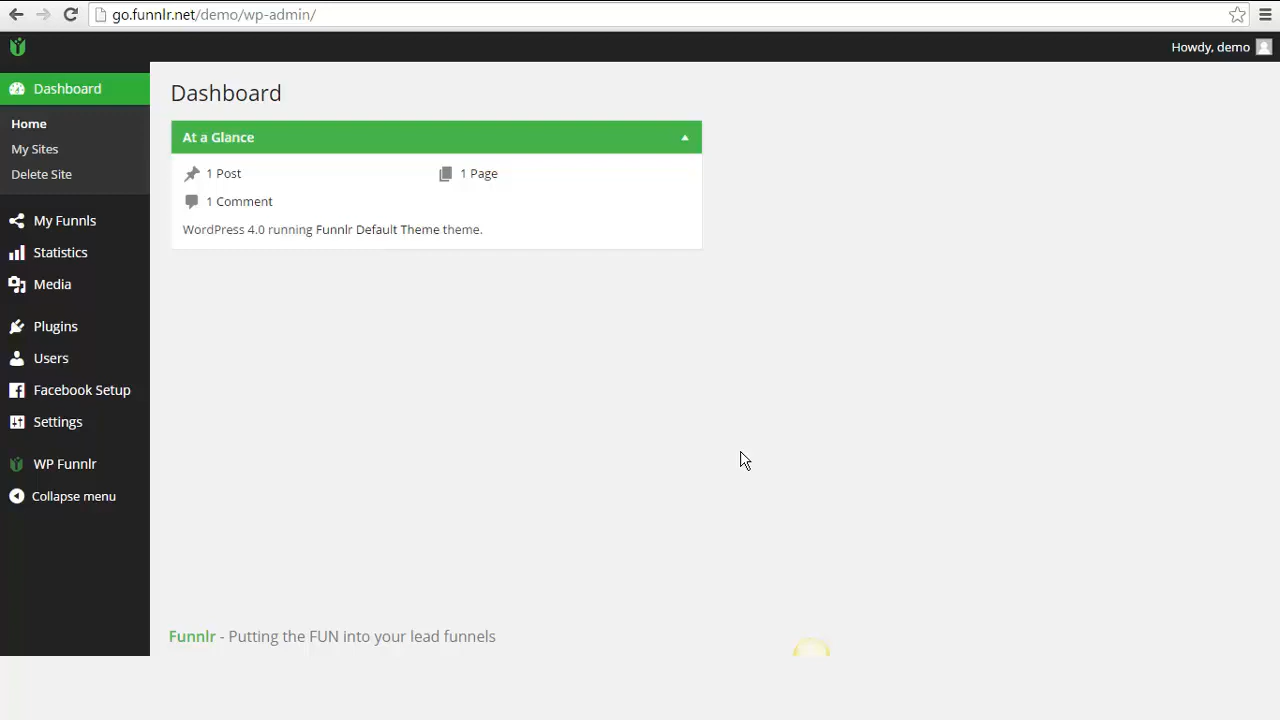 go.funnlr.net/demo/wp-admin/
Howdy, demo
Dashboard
Home
My Sites
Delete Site
My Funnls
Statistics
Media
Plugins
Users
Facebook Setup
Settings
WP Funnlr
Collapse menu
Dashboard
At a Glance
1 Post
1 Page
1 Comment
WordPress 4.0 running Funnlr Default Theme theme.
Funnlr - Putting the FUN into your lead funnels